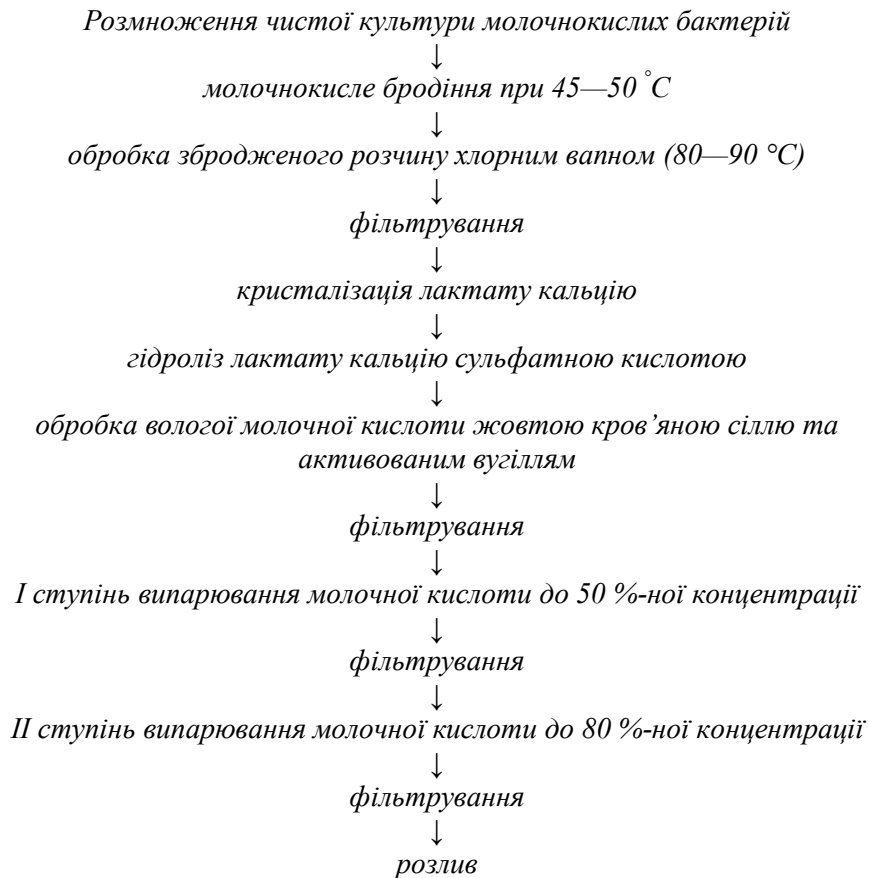 Розмноження чистої культури молочнокислих бактерій
↓
молочнокисле бродіння при 45—50 °С
↓
обробка збродженого розчину хлорним вапном (80—90 °С)
↓
фільтрування
↓
кристалізація лактату кальцію
↓
гідроліз лактату кальцію сульфатною кислотою
↓
обробка вологої молочної кислоти жовтою кров’яною сіллю та
активованим вугіллям
↓
фільтрування
↓
І ступінь випарювання молочної кислоти до 50 %-ної концентрації
↓
фільтрування
↓
ІІ ступінь випарювання молочної кислоти до 80 %-ної концентрації
↓
фільтрування
↓
розлив